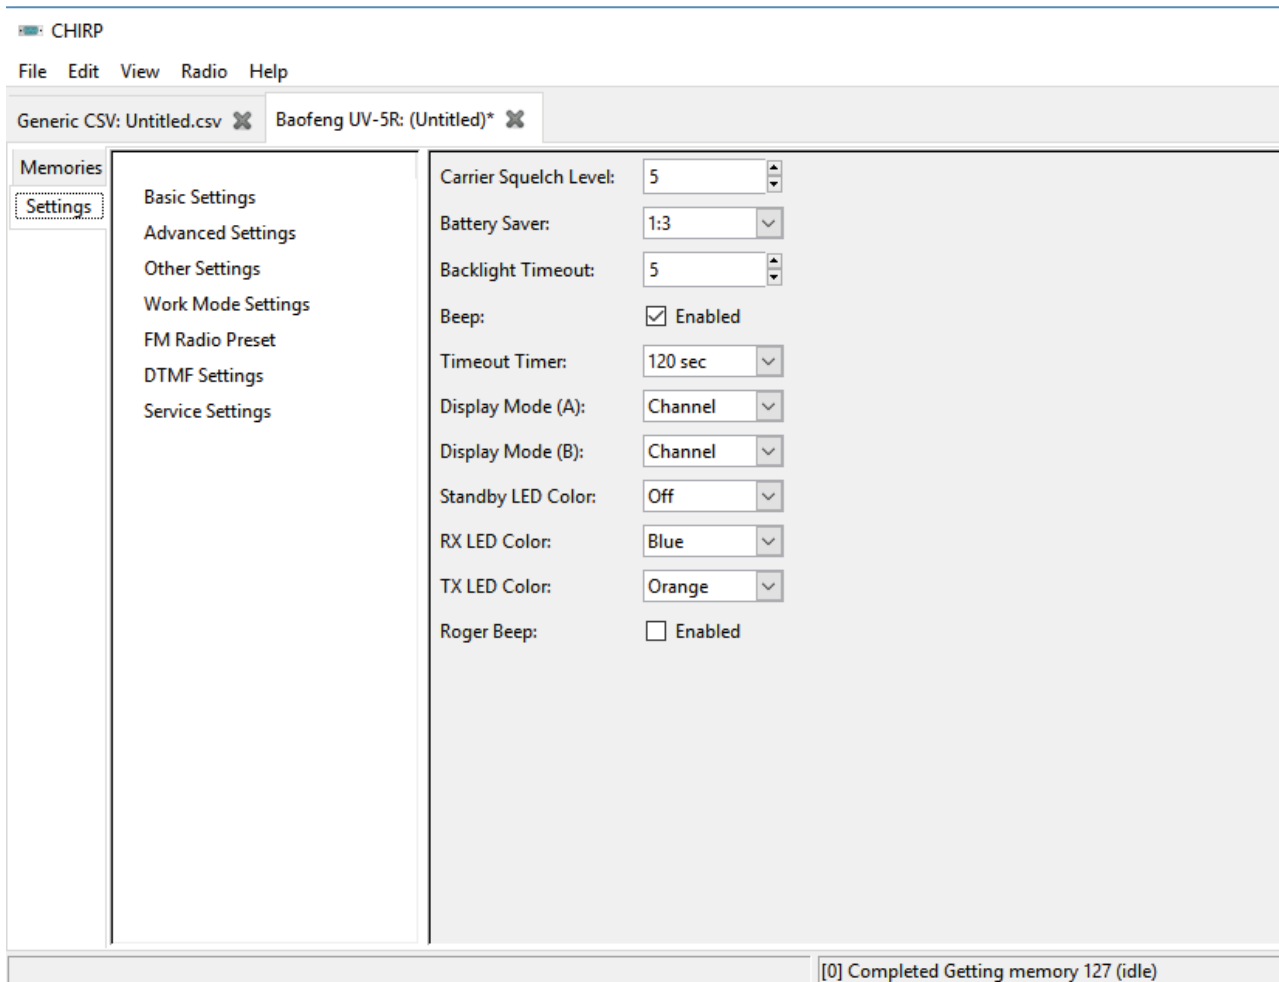 CHIRP
File Edit View Radio Help
Generic CSV: Untitled.csv Baofeng UV-5R: (Untitled)*
Memories
Settings
Basic Settings
Advanced Settings
Other Settings
Work Mode Settings
FM Radio Preset
DTMF Settings
Service Settings
Carrier Squelch Level: 5
Battery Saver: 1:3
Backlight Timeout: 5
Beep: Enabled
Timeout Timer: 120 sec
Display Mode (A): Channel
Display Mode (B): Channel
Standby LED Color: Off
RX LED Color: Blue
TX LED Color: Orange
Roger Beep: Enabled
[0] Completed Getting memory 127 (idle)